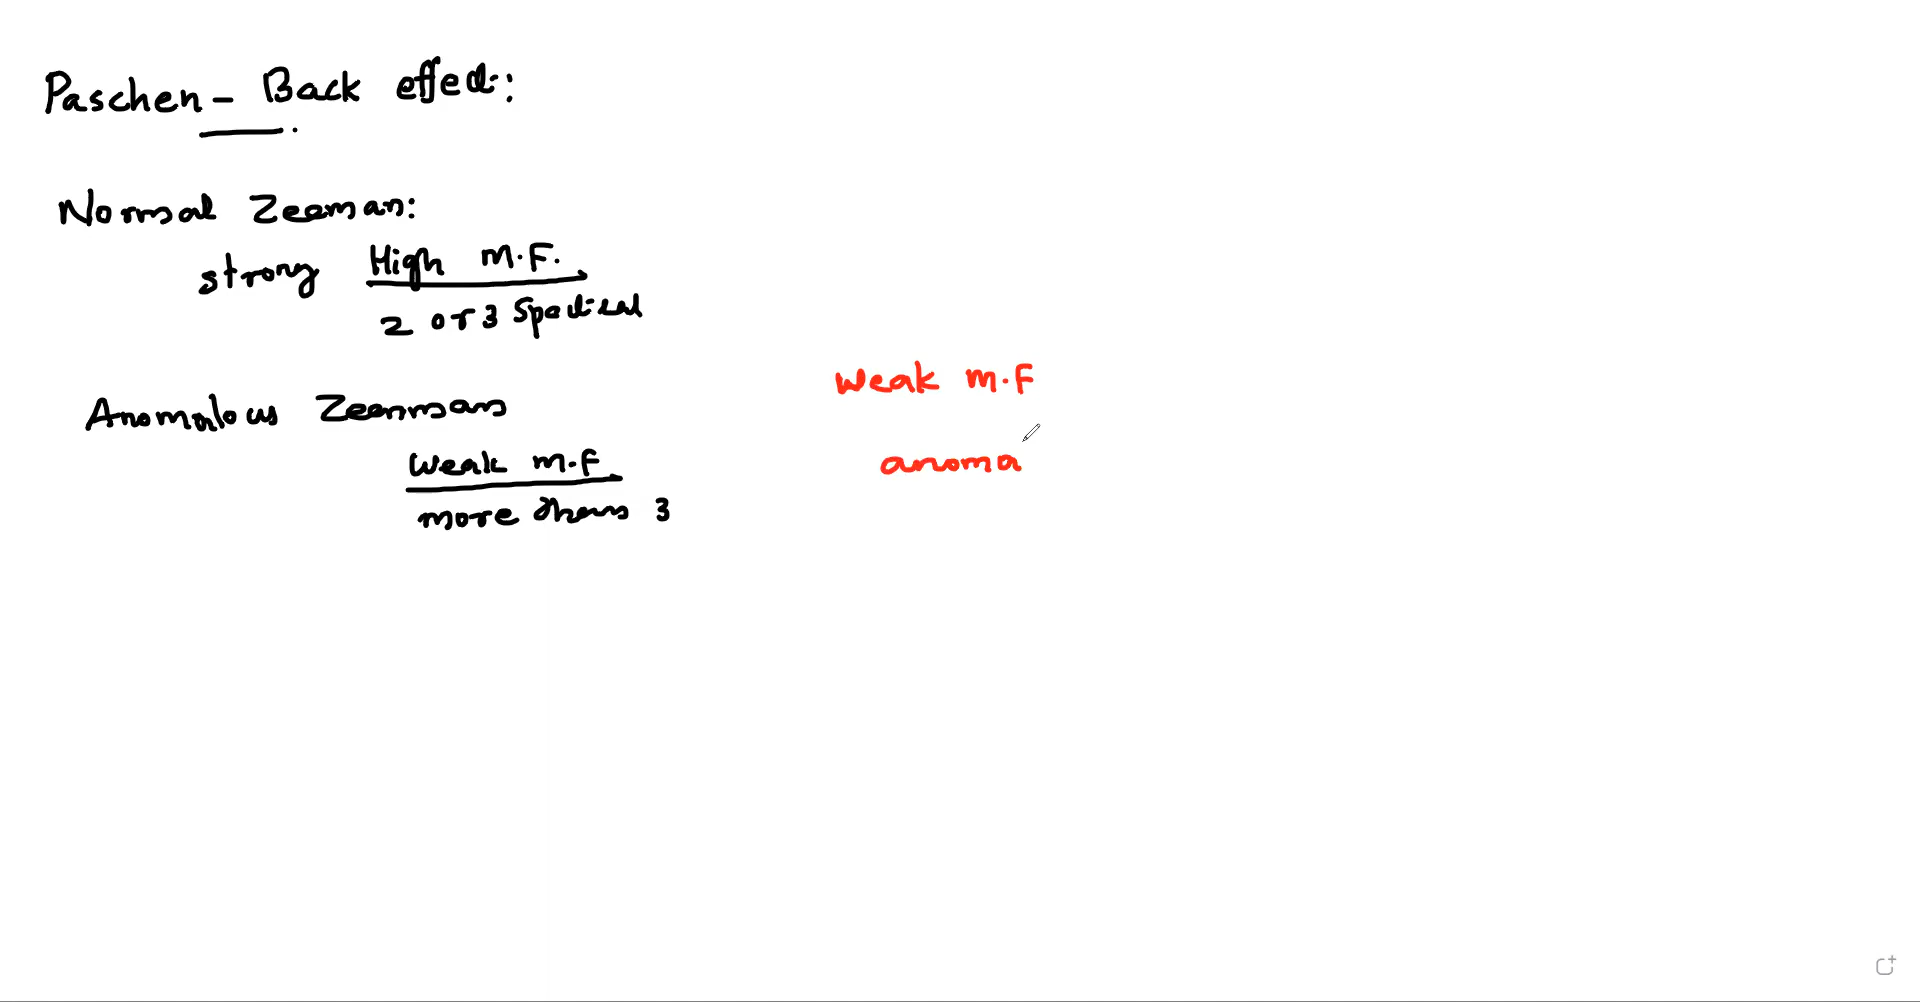 Paschen - Back effect:
Normal Zeeman:
strong High M.F.
2 or 3 Spectral
Anomalous Zeeman
Weak M.F
more than 3
Weak M.F
anoma